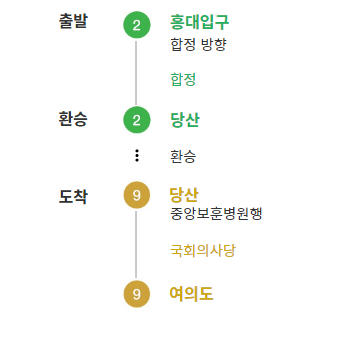 출발 2 홍대입구
합정 방향
합정
환승 2 당산
환승
도착 9 당산
중앙보훈병원행
국회의사당
9 여의도